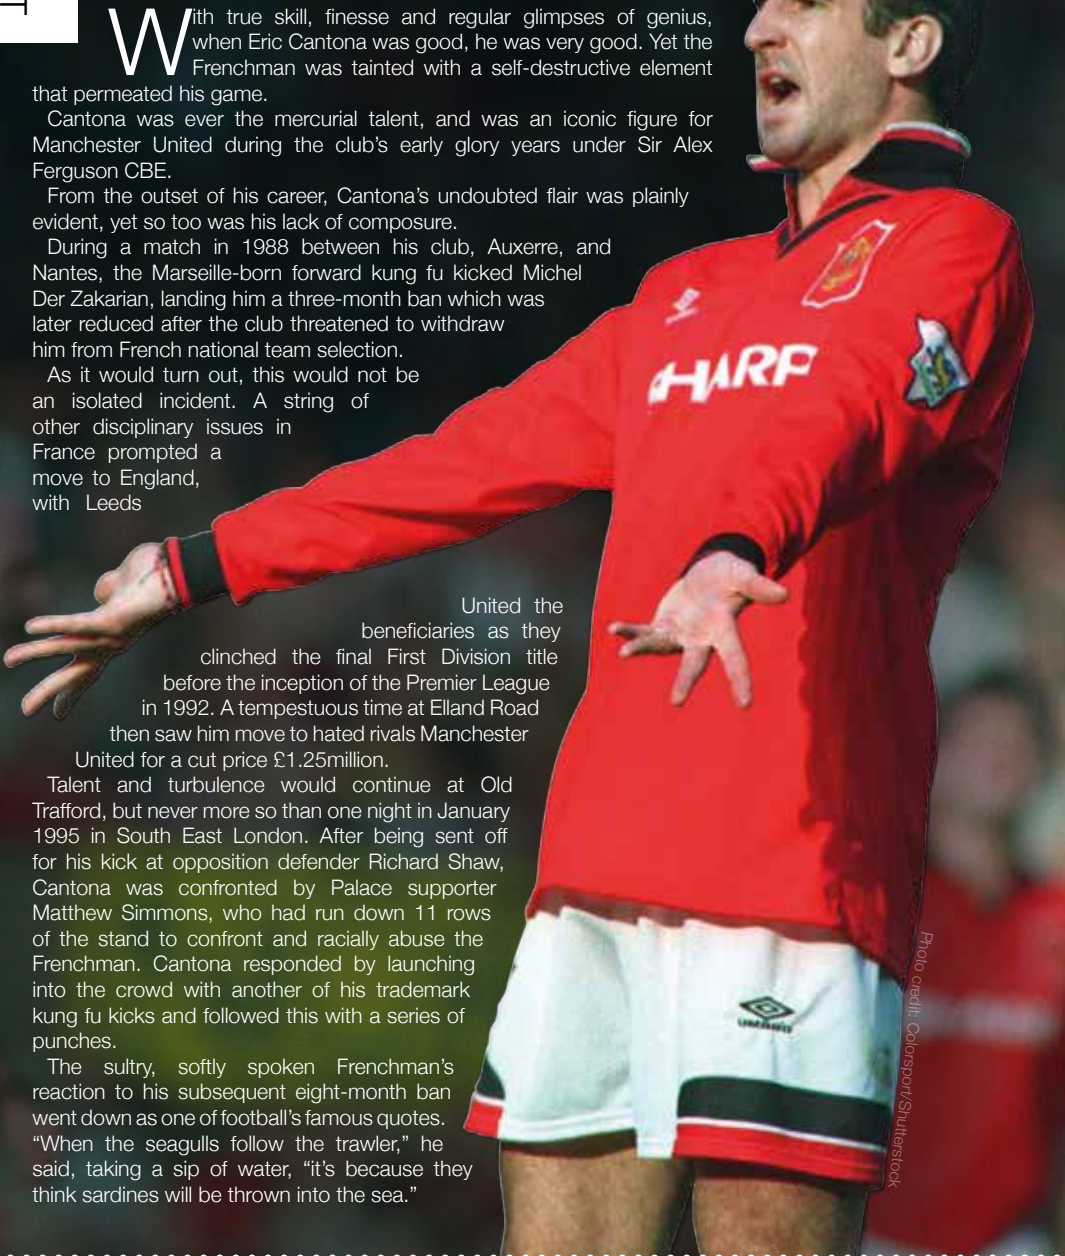 With true skill, finesse and regular glimpses of genius,
when Eric Cantona was good, he was very good. Yet the
Frenchman was tainted with a self-destructive element
that permeated his game.
Cantona was ever the mercurial talent, and was an iconic figure for
Manchester United during the club's early glory years under Sir Alex
Ferguson CBE.
From the outset of his career, Cantona's undoubted flair was plainly
evident, yet so too was his lack of composure.
During a match in 1988 between his club, Auxerre, and
Nantes, the Marseille-born forward kung fu kicked Michel
Der Zakarian, landing him a three-month ban which was
later reduced after the club threatened to withdraw
him from French national team selection.
As it would turn out, this would not be
an isolated incident. A string of
other disciplinary issues in
France prompted a
move to England,
with Leeds
United the
beneficiaries as they
clinched the final First Division title
before the inception of the Premier League
in 1992. A tempestuous time at Elland Road
then saw him move to hated rivals Manchester
United for a cut price £1.25million.
Talent and turbulence would continue at Old
Trafford, but never more so than one night in January
1995 in South East London. After being sent off
for his kick at opposition defender Richard Shaw,
Cantona was confronted by Palace supporter
Matthew Simmons, who had run down 11 rows
of the stand to confront and racially abuse the
Frenchman. Cantona responded by launching
into the crowd with another of his trademark
kung fu kicks and followed this with a series of
punches.
The sultry, softly spoken Frenchman's
reaction to his subsequent eight-month ban
went down as one of football's famous quotes.
“When the seagulls follow the trawler,” he
said, taking a sip of water, “it's because they
think sardines will be thrown into the sea.”
SHARP
UMBRO
Photo credit: Colorsport/Shutterstock